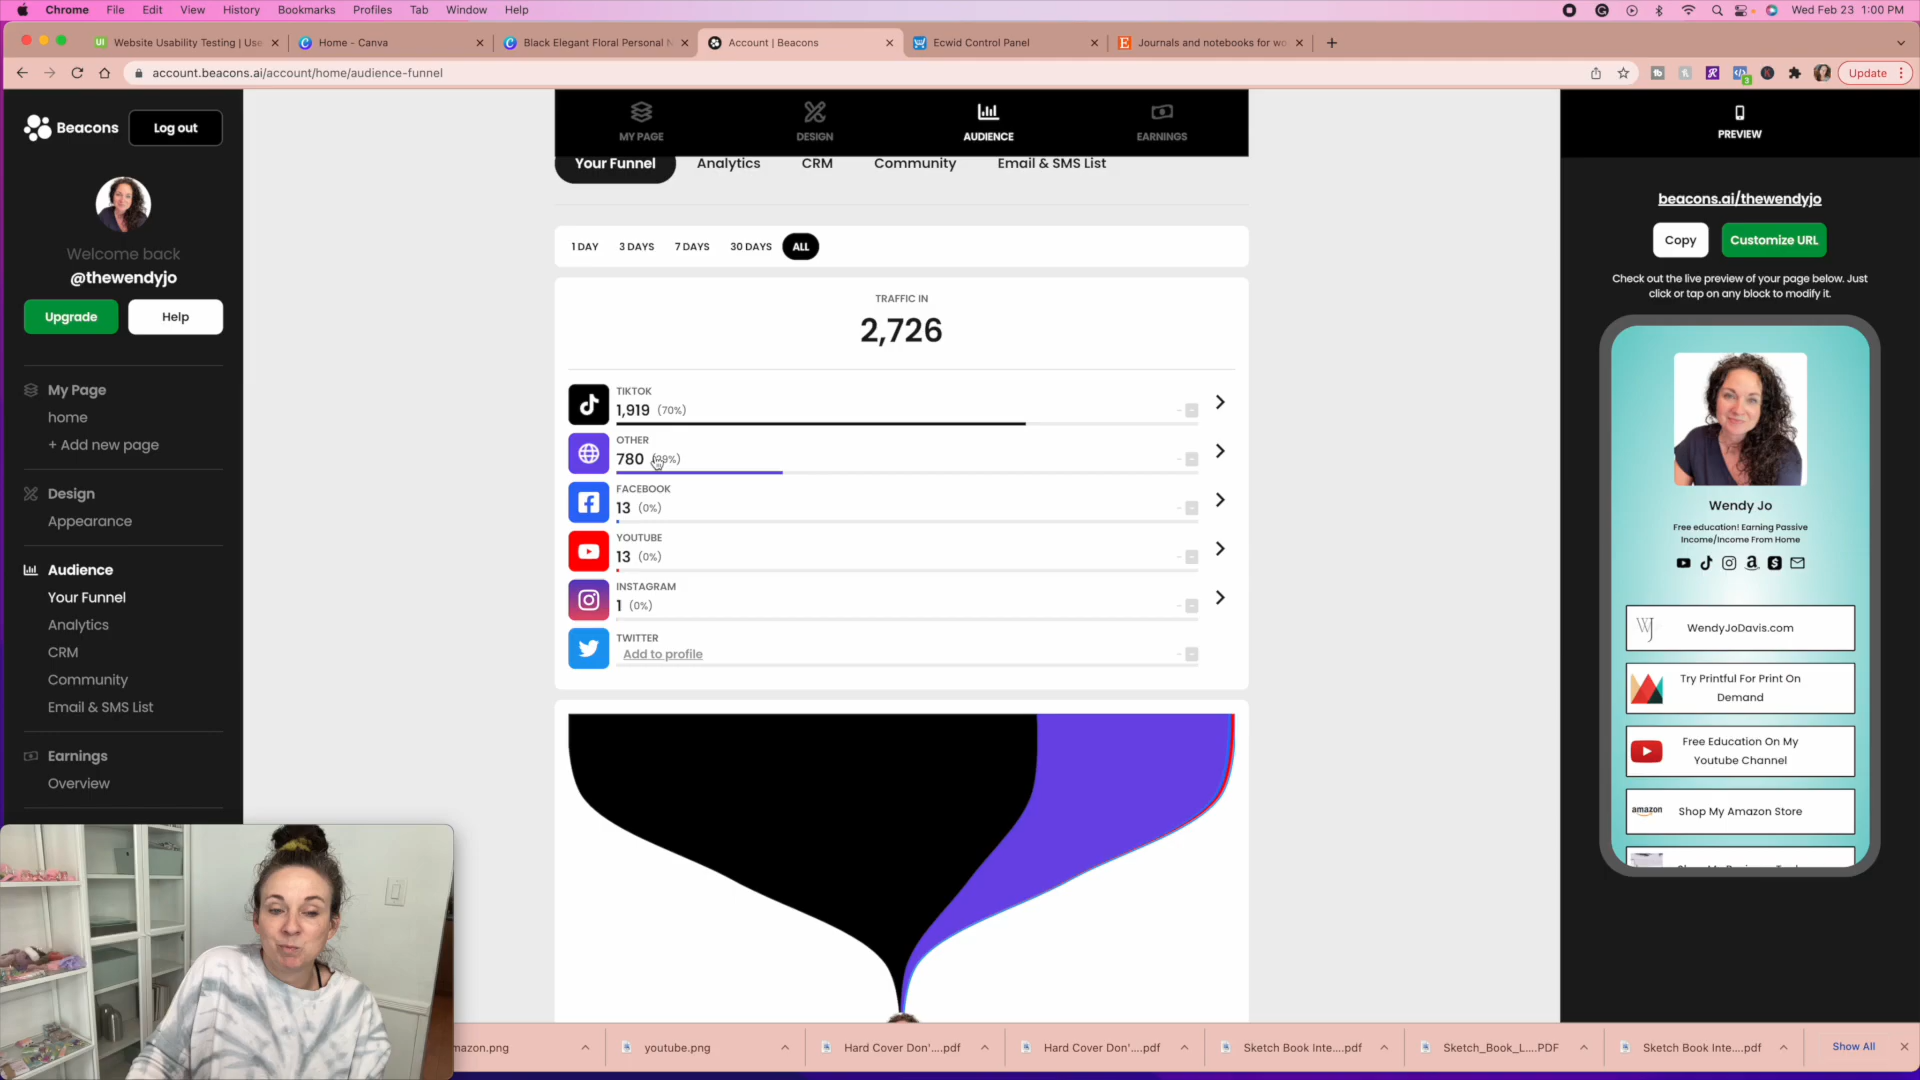 Chrome File Edit View History Bookmarks Profiles Tab Window Help
Wed Feb 23 1:00 PM
Website Usability Testing | Use
Home - Canva
Black Elegant Floral Personal N
Account | Beacons
Ecwid Control Panel
Journals and notebooks for wo
account.beacons.ai/account/home/audience-funnel
Update
Beacons
Log out
Welcome back
@thewendyjo
Upgrade
Help
My Page
home
+ Add new page
Design
Appearance
Audience
Your Funnel
Analytics
CRM
Community
Email & SMS List
Earnings
Overview
MY PAGE
DESIGN
AUDIENCE
EARNINGS
Your Funnel
Analytics
CRM
Community
Email & SMS List
1 DAY
3 DAYS
7 DAYS
30 DAYS
ALL
TRAFFIC IN
2,726
TIKTOK
1,919 (70%)
OTHER
780
FACEBOOK
13 (0%)
YOUTUBE
13 (0%)
INSTAGRAM
1 (0%)
TWITTER
Add to profile
PREVIEW
beacons.ai/thewendyjo
Copy
Customize URL
Check out the live preview of your page below. Just
click or tap on any block to modify it.
Wendy Jo
Free education! Earning Passive
Income/Income From Home
WJ
WendyJoDavis.com
Try Printful For Print On
Demand
Free Education On My
Youtube Channel
amazon
Shop My Amazon Store
mazon.png
youtube.png
Hard Cover Don'....pdf
Hard Cover Don'....pdf
Sketch Book Inte....pdf
Sketch_Book_L....PDF
Sketch Book Inte....pdf
Show All